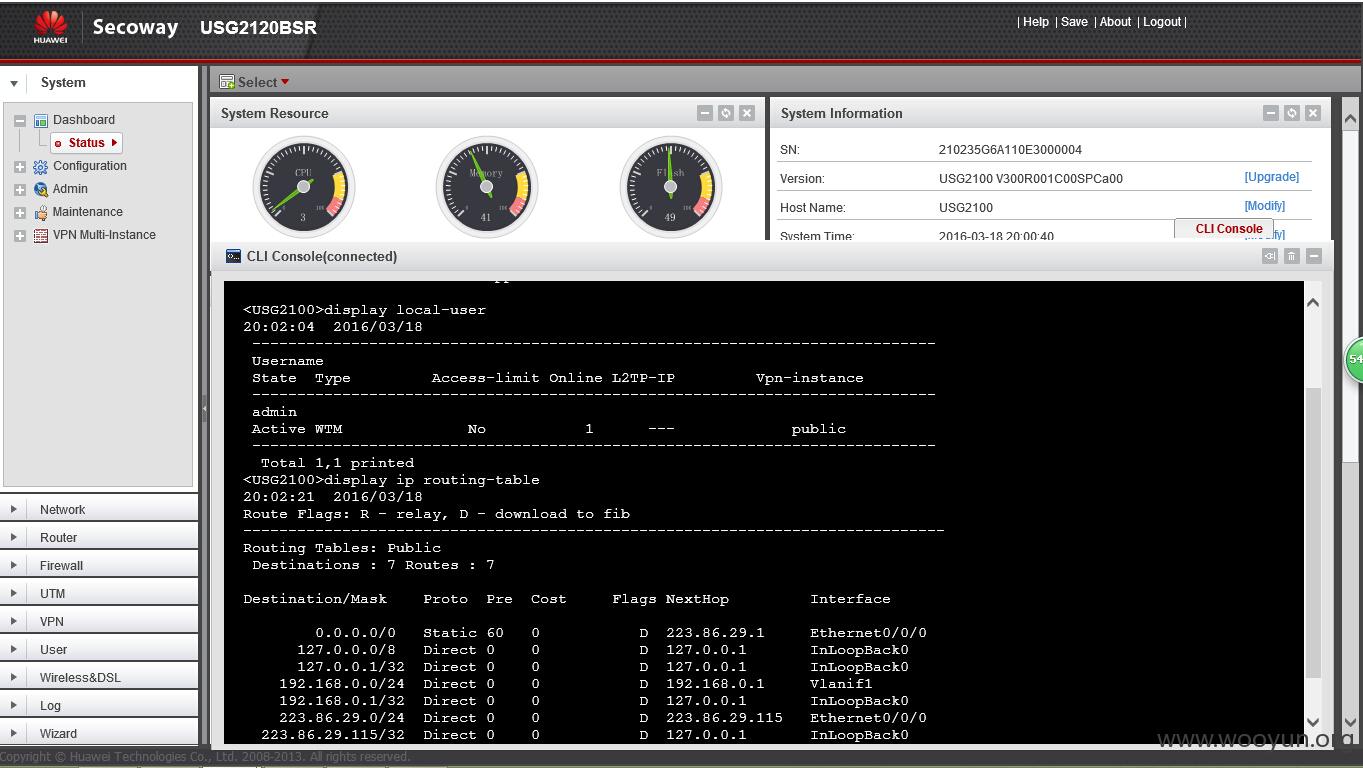 HUAWEI Secoway USG2120BSR | Help | Save | About | Logout |
System
Select
Dashboard
Status
Configuration
Admin
Maintenance
VPN Multi-Instance
Network
Router
Firewall
UTM
VPN
User
Wireless&DSL
Log
Wizard
System Resource
CPU
3
100
Memory
41
100
Flash
49
100
System Information
SN: 210235G6A110E3000004
Version: USG2100 V300R001C00SPCa00 [Upgrade]
Host Name: USG2100 [Modify]
System Time: 2016-03-18 20:00:40 [Modify]
CLI Console
CLI Console(connected)
<USG2100>display local-user
20:02:04 2016/03/18
----------------------------------------------------------------------------
Username
State Type Access-limit Online L2TP-IP Vpn-instance
----------------------------------------------------------------------------
admin
Active WTM No 1 --- public
----------------------------------------------------------------------------
Total 1,1 printed
<USG2100>display ip routing-table
20:02:21 2016/03/18
Route Flags: R - relay, D - download to fib
------------------------------------------------------------------------------
Routing Tables: Public
Destinations : 7 Routes : 7
Destination/Mask Proto Pre Cost Flags NextHop Interface
0.0.0.0/0 Static 60 0 D 223.86.29.1 Ethernet0/0/0
127.0.0.0/8 Direct 0 0 D 127.0.0.1 InLoopBack0
127.0.0.1/32 Direct 0 0 D 127.0.0.1 InLoopBack0
192.168.0.0/24 Direct 0 0 D 192.168.0.1 Vlanif1
192.168.0.1/32 Direct 0 0 D 127.0.0.1 InLoopBack0
223.86.29.0/24 Direct 0 0 D 223.86.29.115 Ethernet0/0/0
223.86.29.115/32 Direct 0 0 D 127.0.0.1 InLoopBack0
54
www.wooyun.org
Copyright © Huawei Technologies Co., Ltd. 2008-2013. All rights reserved.